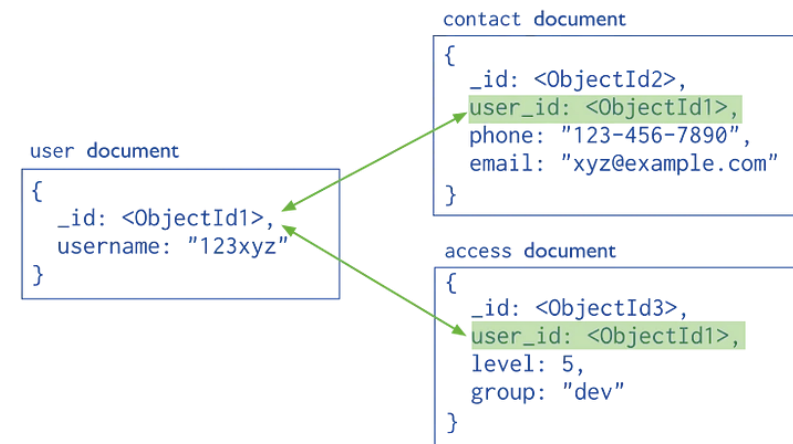 user document
{
_id: <ObjectId1>,
username: "123xyz"
}
contact document
{
_id: <ObjectId2>,
user_id: <ObjectId1>,
phone: "123-456-7890",
email: "xyz@example.com"
}
access document
{
_id: <ObjectId3>,
user_id: <ObjectId1>,
level: 5,
group: "dev"
}